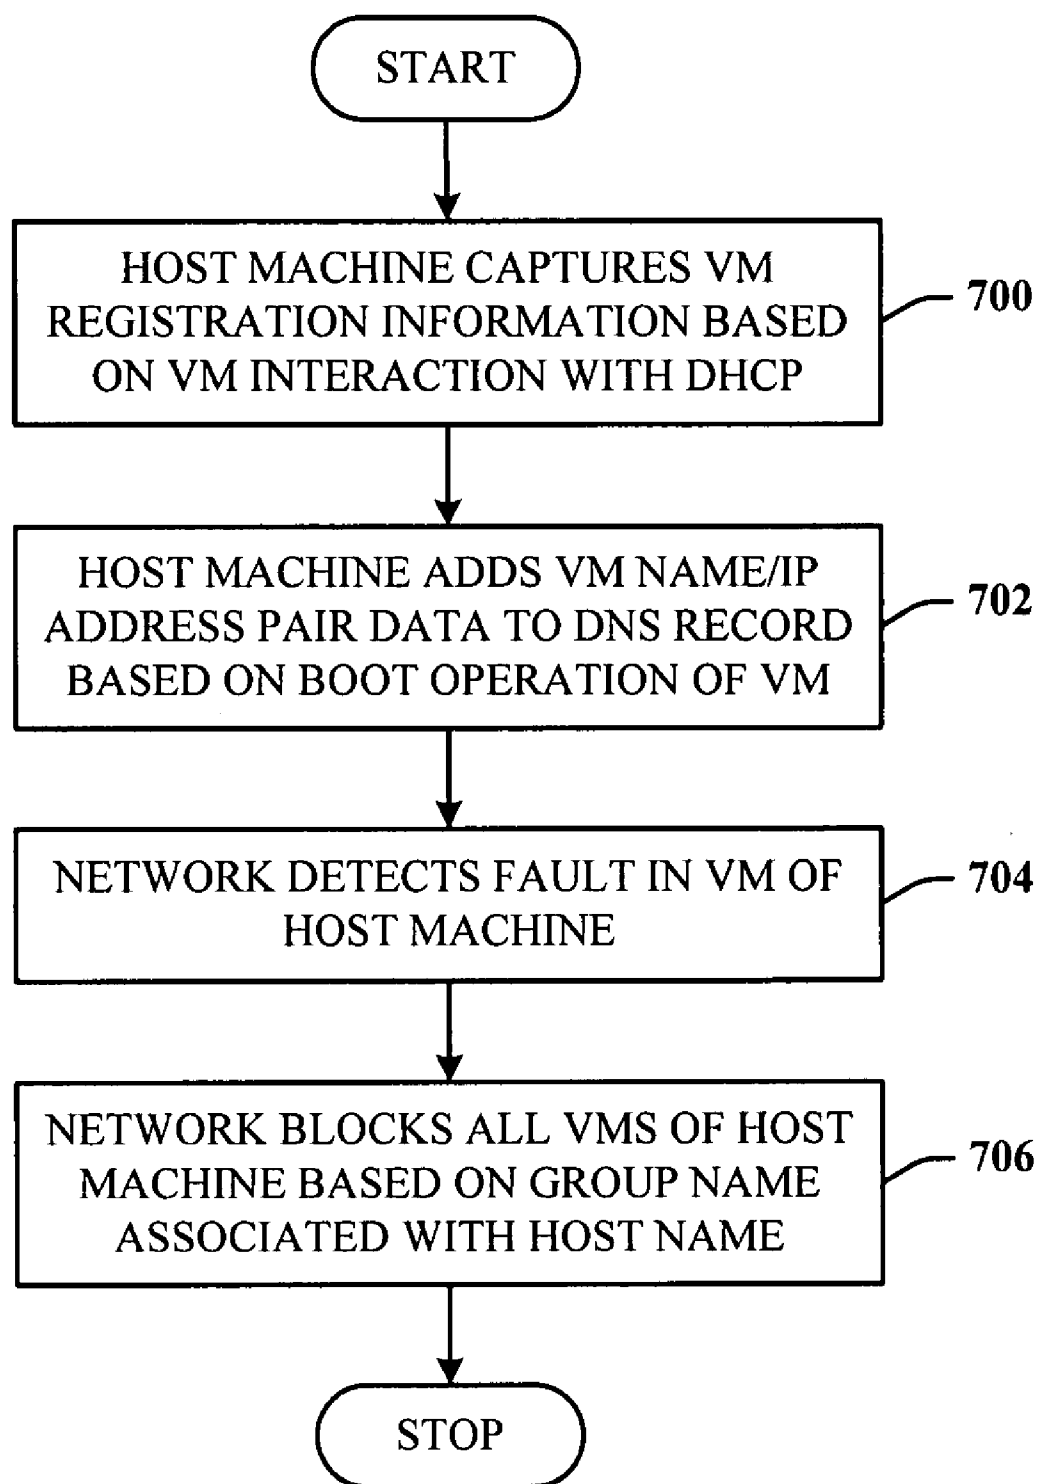 START
HOST MACHINE CAPTURES VM
REGISTRATION INFORMATION BASED
ON VM INTERACTION WITH DHCP
700
HOST MACHINE ADDS VM NAME/IP
ADDRESS PAIR DATA TO DNS RECORD
BASED ON BOOT OPERATION OF VM
702
NETWORK DETECTS FAULT IN VM OF
HOST MACHINE
704
NETWORK BLOCKS ALL VMS OF HOST
MACHINE BASED ON GROUP NAME
ASSOCIATED WITH HOST NAME
706
STOP